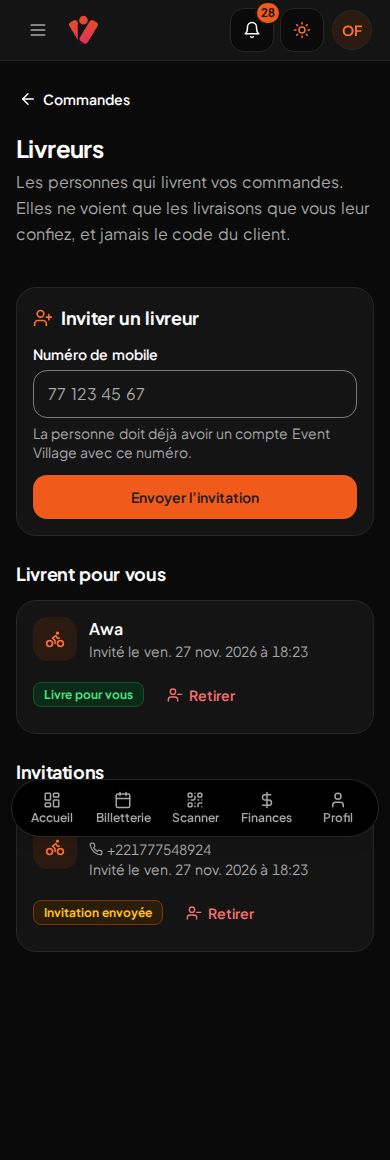 28
OF
Commandes
Livreurs
Les personnes qui livrent vos commandes.
Elles ne voient que les livraisons que vous leur
confiez, et jamais le code du client.
Inviter un livreur
Numéro de mobile
77 123 45 67
La personne doit déjà avoir un compte Event
Village avec ce numéro.
Envoyer l’invitation
Livrent pour vous
Awa
Invité le ven. 27 nov. 2026 à 18:23
Livre pour vous
Retirer
Invitations
Accueil
Billetterie
Scanner
Finances
Profil
+221777548924
Invité le ven. 27 nov. 2026 à 18:23
Invitation envoyée
Retirer